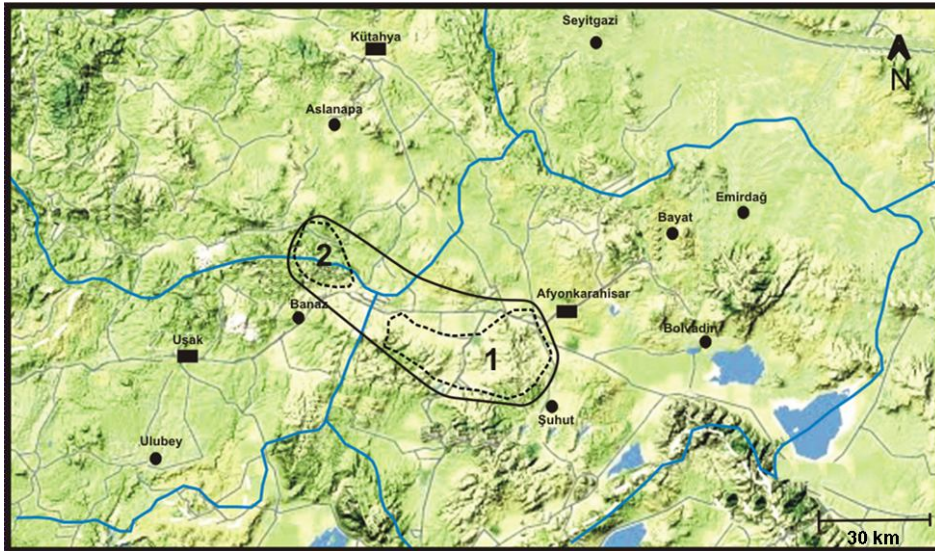 Seyitgazi
Kütahya
N
Aslanapa
Emirdağ
Bayat
2
Afyonkarahisar
Banaz
Bolvadin
Uşak
1
Şuhut
Ulubey
30 km